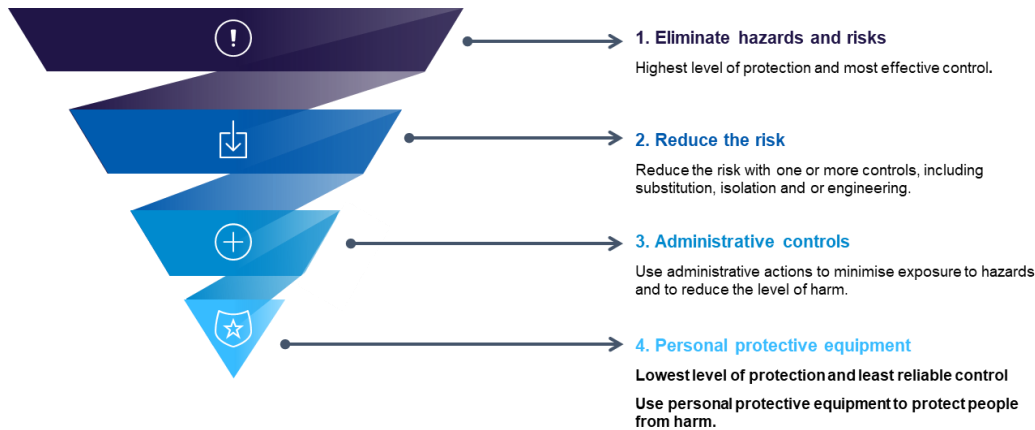 1. Eliminate hazards and risks
Highest level of protection and most effective control.
2. Reduce the risk
Reduce the risk with one or more controls, including
substitution, isolation and or engineering.
3. Administrative controls
Use administrative actions to minimise exposure to hazards
and to reduce the level of harm.
4. Personal protective equipment
Lowest level of protection and least reliable control
Use personal protective equipment to protect people
from harm.